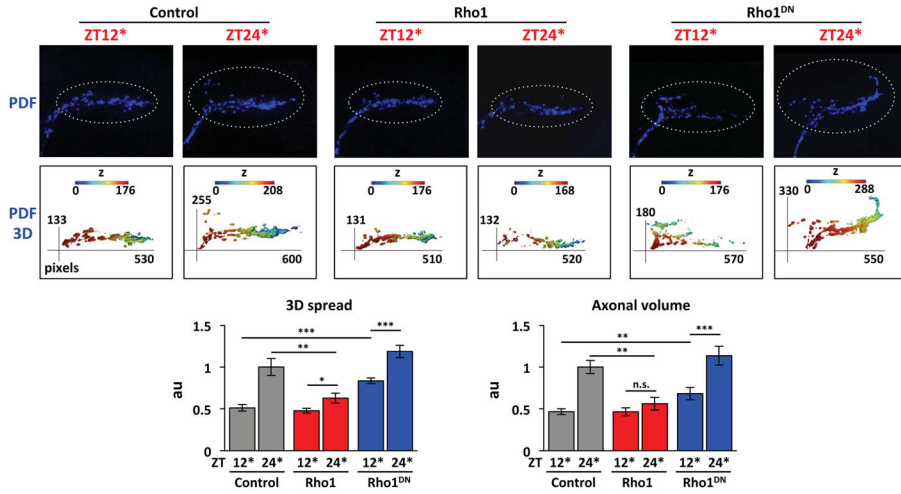 Control Rho1 Rho1DN
ZT12* ZT24* ZT12* ZT24* ZT12* ZT24*
PDF
PDF 3D
z
0 176
133
pixels
530
z
0 208
255
600
z
0 176
131
510
z
0 168
132
520
z
0 176
180
570
z
0 288
330
550
3D spread
au
1.5
1
0.5
0
***
**
*
***
ZT 12* 24* 12* 24* 12* 24*
Control Rho1 Rho1DN
Axonal volume
au
1.5
1
0.5
0
**
**
n.s.
***
ZT 12* 24* 12* 24* 12* 24*
Control Rho1 Rho1DN